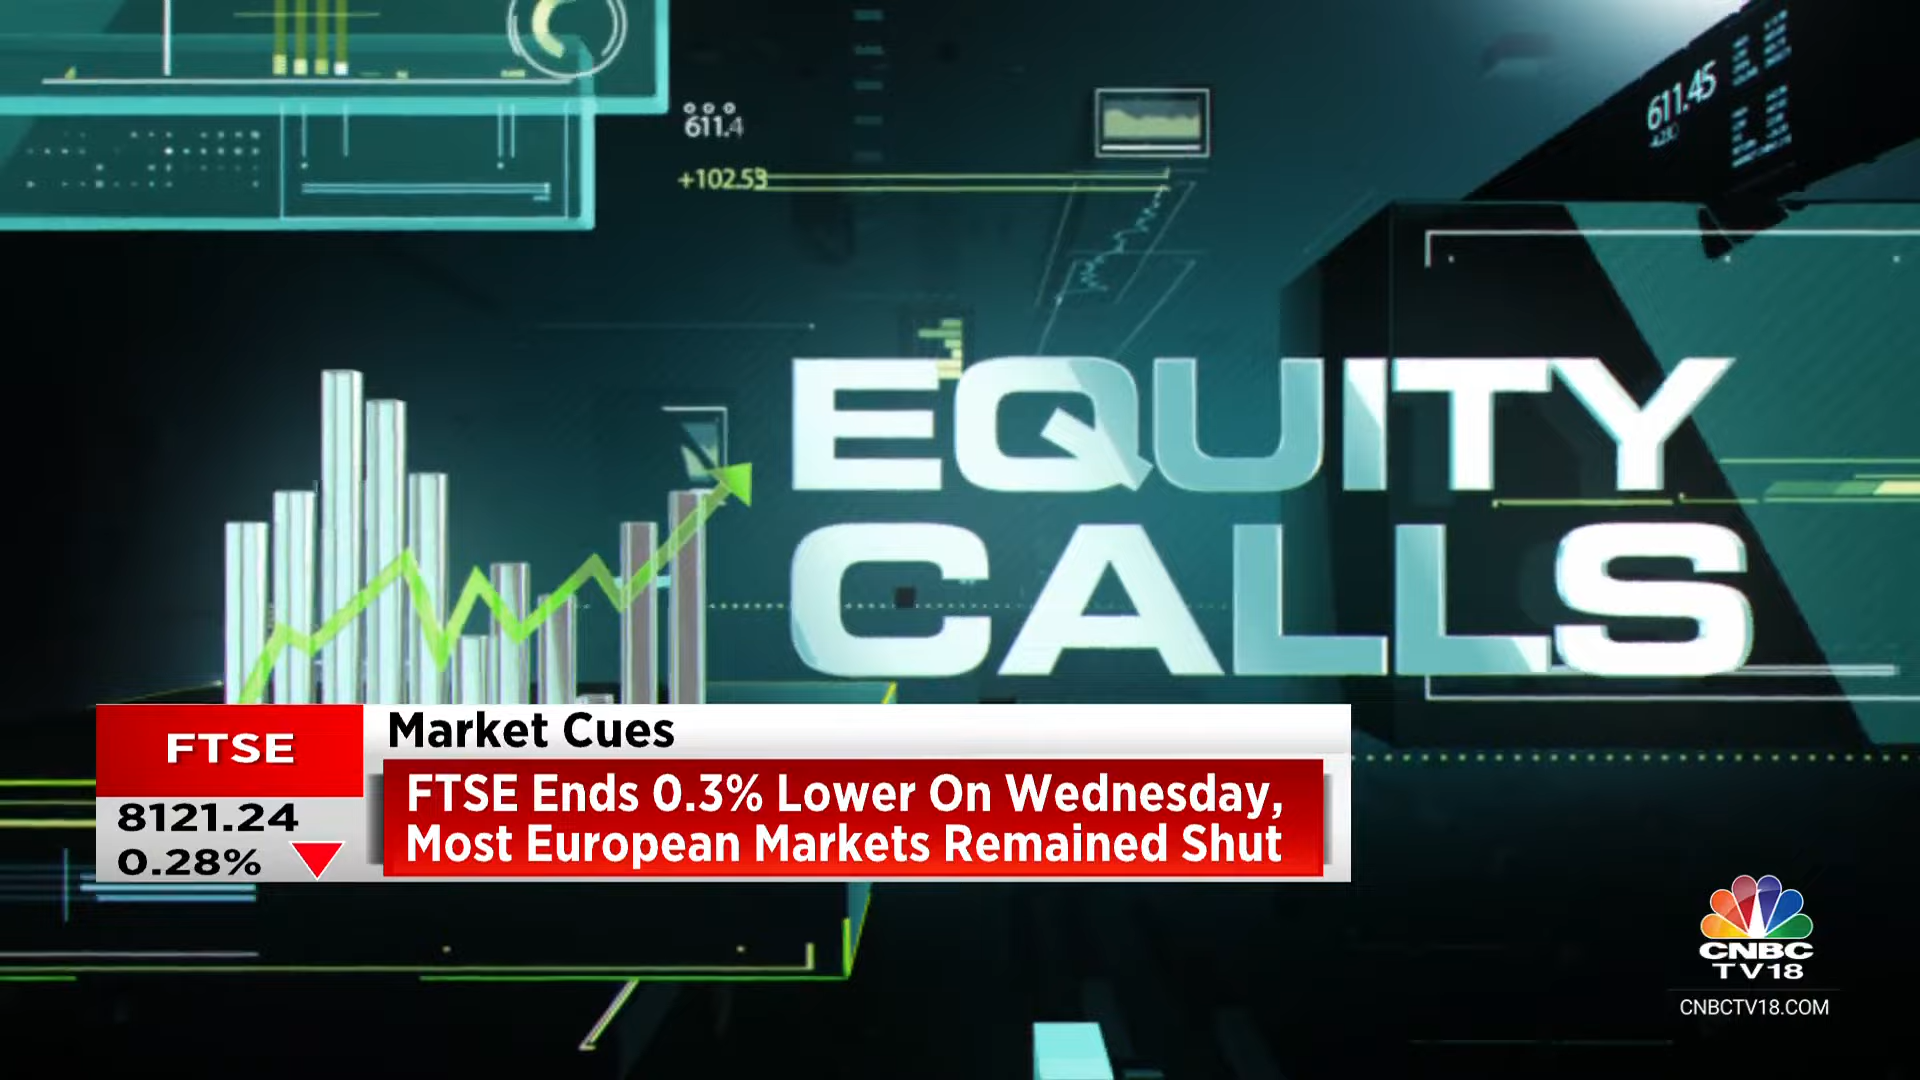 611.4
+102.53
611.45
EQUITY
CALLS
FTSE
8121.24
0.28%
Market Cues
FTSE Ends 0.3% Lower On Wednesday,
Most European Markets Remained Shut
CNBC
TV18
CNBCTV18.COM